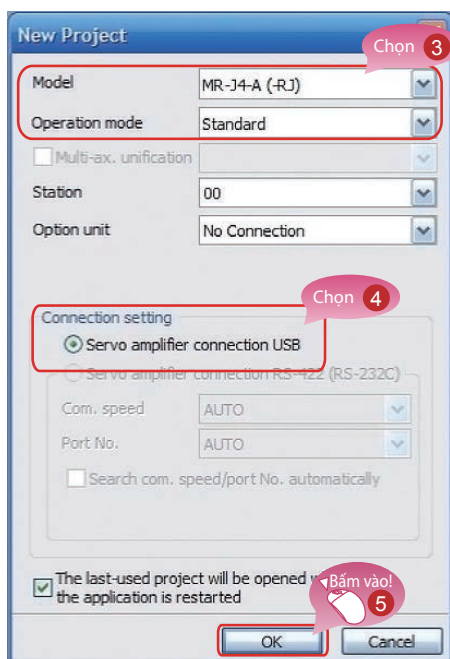 New Project
Chọn 3
Model MR-J4-A (-RJ)
Operation mode Standard
Multi-ax. unification
Station 00
Option unit No Connection
Chọn 4
Connection setting
Servo amplifier connection USB
Servo amplifier connection RS-422 (RS-232C)
Com. speed AUTO
Port No. AUTO
Search com. speed/port No. automatically
The last-used project will be opened
the application is restarted
Bấm vào!
5
OK Cancel